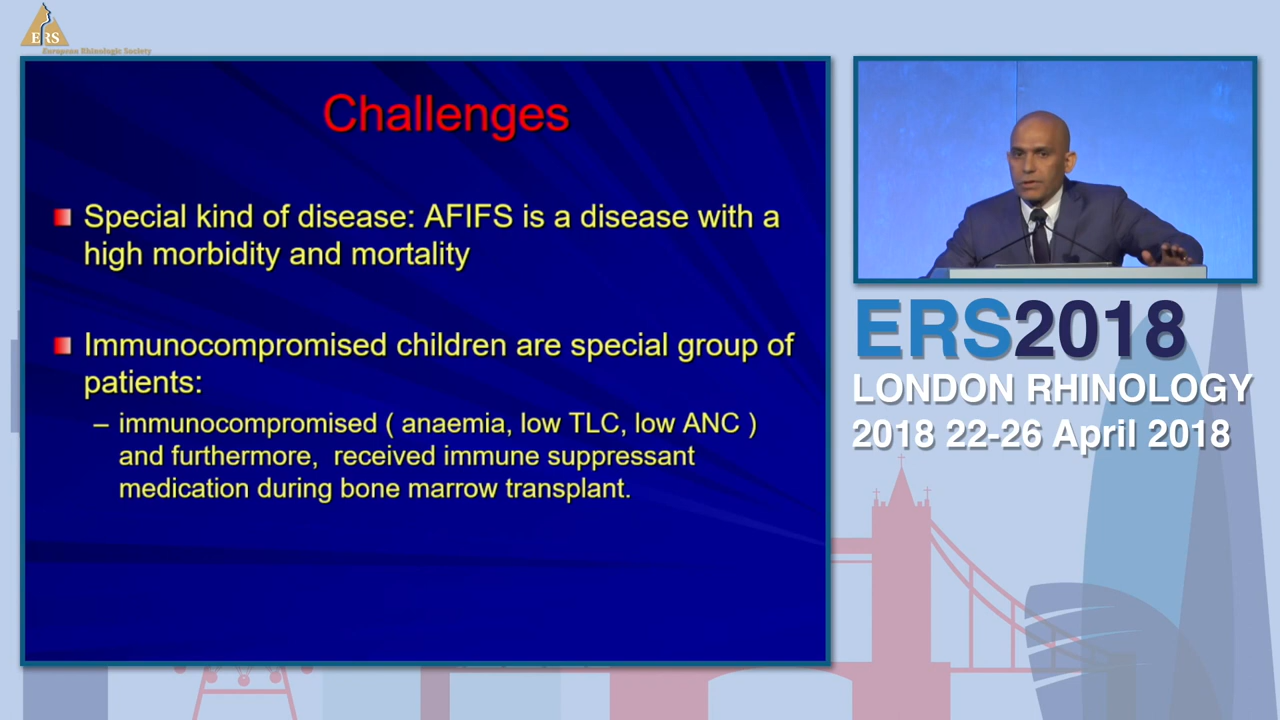 ERS
European Rhinologic Society
Challenges
Special kind of disease: AFIFS is a disease with a
high morbidity and mortality
Immunocompromised children are special group of
patients:
– immunocompromised ( anaemia, low TLC, low ANC )
and furthermore, received immune suppressant
medication during bone marrow transplant.
ERS2018
LONDON RHINOLOGY
2018 22-26 April 2018